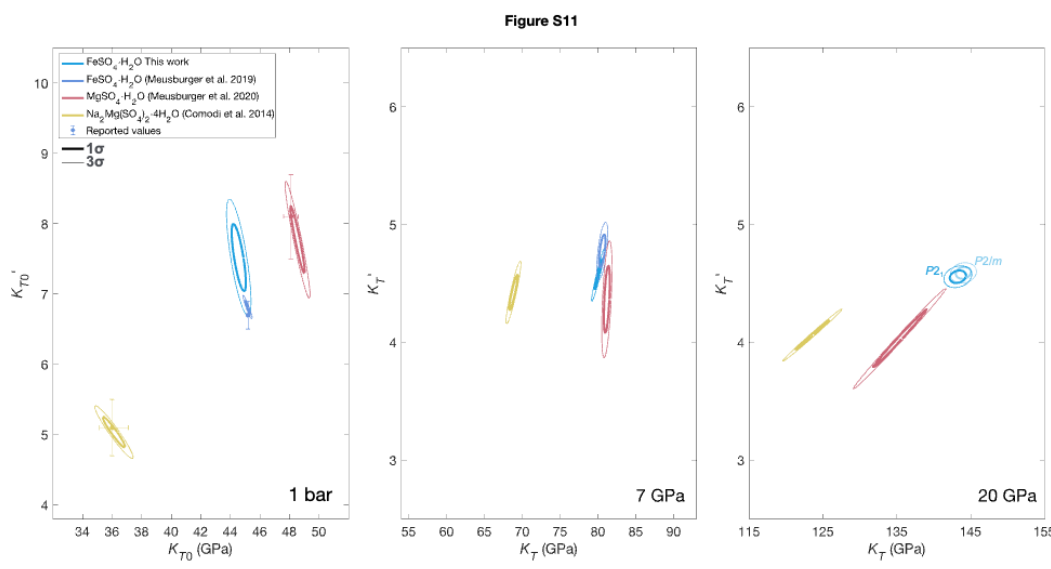 Figure S11
FeSO4·H2O This work
FeSO4·H2O (Meusburger et al. 2019)
MgSO4·H2O (Meusburger et al. 2020)
Na2Mg(SO4)2·4H2O (Comodi et al. 2014)
Reported values
1σ
3σ
10
9
8
7
6
5
4
KT0'
34 36 38 40 42 44 46 48 50
KT0 (GPa)
1 bar
6
5
4
3
KT'
55 60 65 70 75 80 85 90
KT (GPa)
7 GPa
6
5
4
3
KT'
P21
P2/m
115 125 135 145 155
KT (GPa)
20 GPa